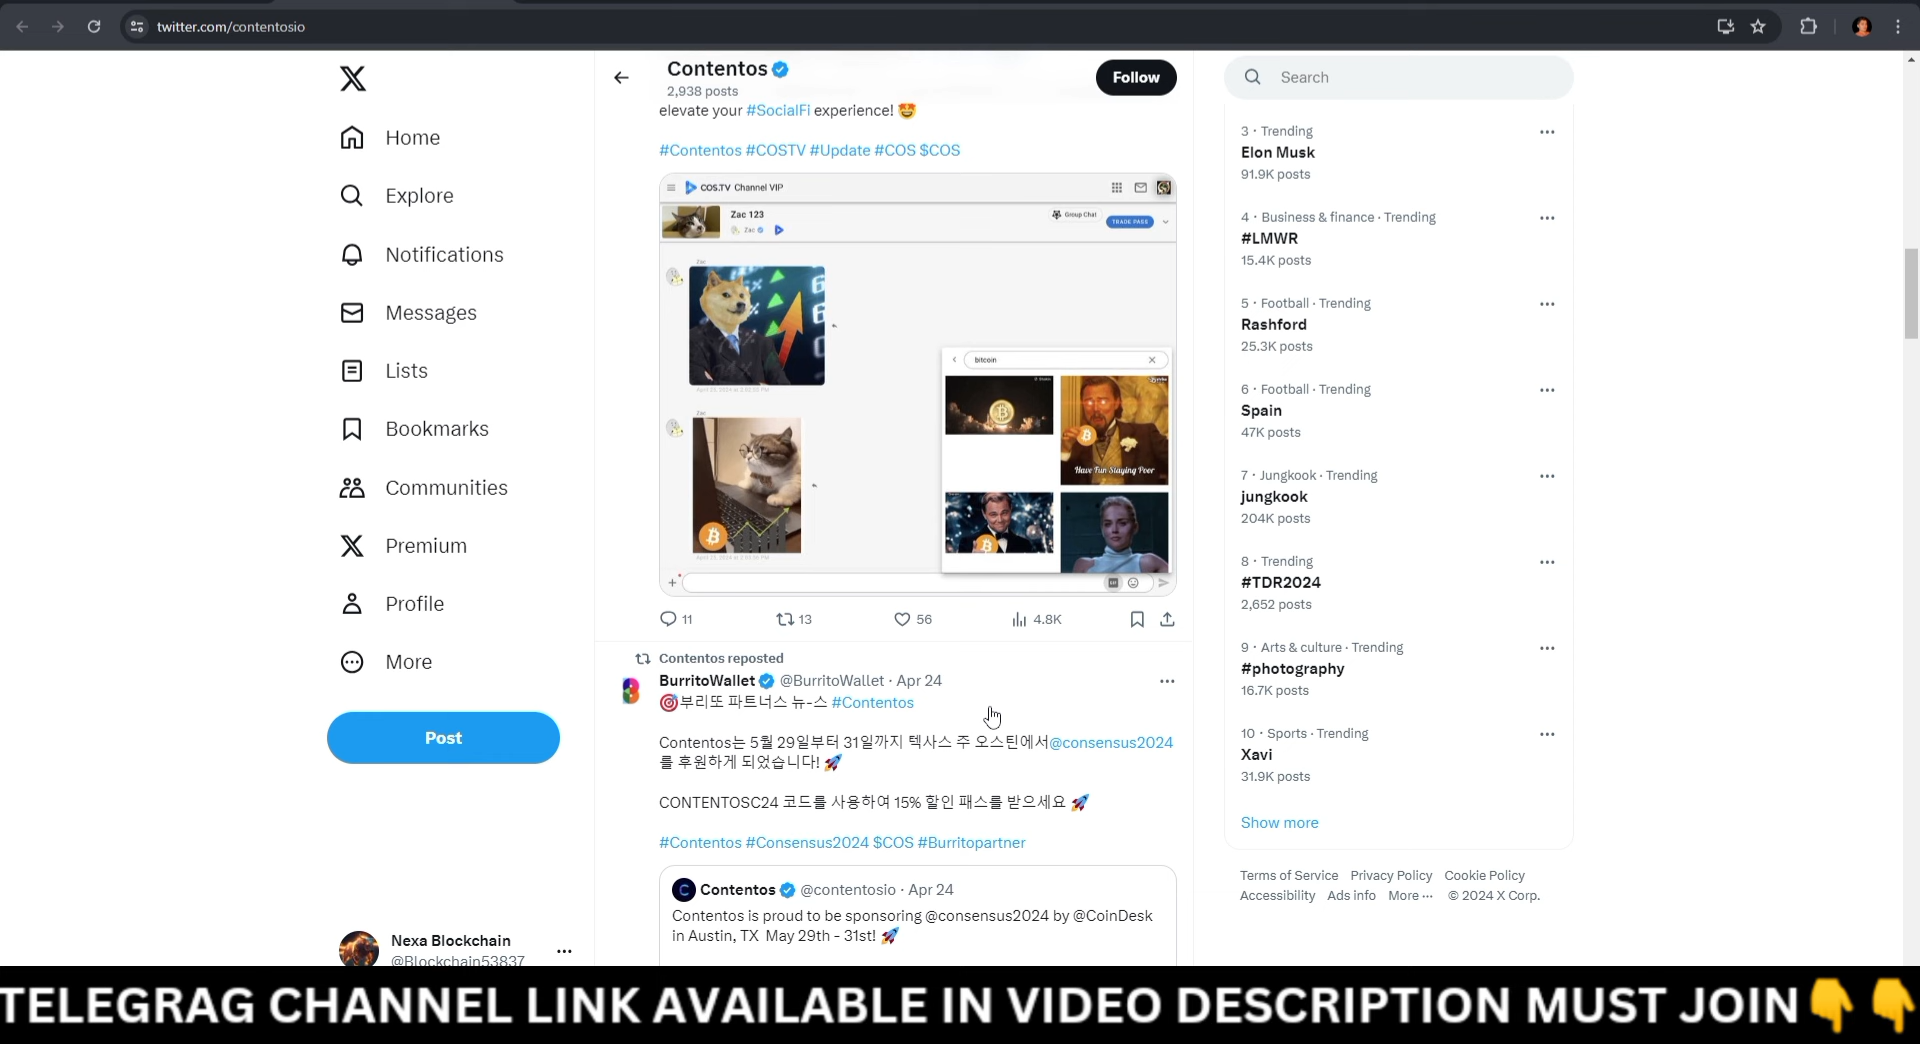 twitter.com/contentosio
Home
Explore
Notifications
Messages
Lists
Bookmarks
Communities
Premium
Profile
More
Post
Nexa Blockchain
@Blockchain53837
Contentos
2,938 posts
Follow
elevate your #SocialFi experience! 🤩
#Contentos #COSTV #Update #COS $COS
COS.TV Channel VIP
Zac 123
Zac
Group Chat
TRADE PASS
Zac
Zac
bitcoin
Have Fun Staying Poor
11
13
56
4.8K
Contentos reposted
BurritoWallet @BurritoWallet · Apr 24
🎯부리또 파트너스 뉴-스 #Contentos
Contentos는 5월 29일부터 31일까지 텍사스 주 오스틴에서@consensus2024
를 후원하게 되었습니다! 🚀
CONTENTOSC24 코드를 사용하여 15% 할인 패스를 받으세요 🚀
#Contentos #Consensus2024 $COS #Burritopartner
Contentos @contentosio · Apr 24
Contentos is proud to be sponsoring @consensus2024 by @CoinDesk
in Austin, TX May 29th - 31st! 🚀
Search
3 · Trending
Elon Musk
91.9K posts
4 · Business & finance · Trending
#LMWR
15.4K posts
5 · Football · Trending
Rashford
25.3K posts
6 · Football · Trending
Spain
47K posts
7 · Jungkook · Trending
jungkook
204K posts
8 · Trending
#TDR2024
2,652 posts
9 · Arts & culture · Trending
#photography
16.7K posts
10 · Sports · Trending
Xavi
31.9K posts
Show more
Terms of Service Privacy Policy Cookie Policy
Accessibility Ads info More ··· © 2024 X Corp.
TELEGRAG CHANNEL LINK AVAILABLE IN VIDEO DESCRIPTION MUST JOIN👇👇